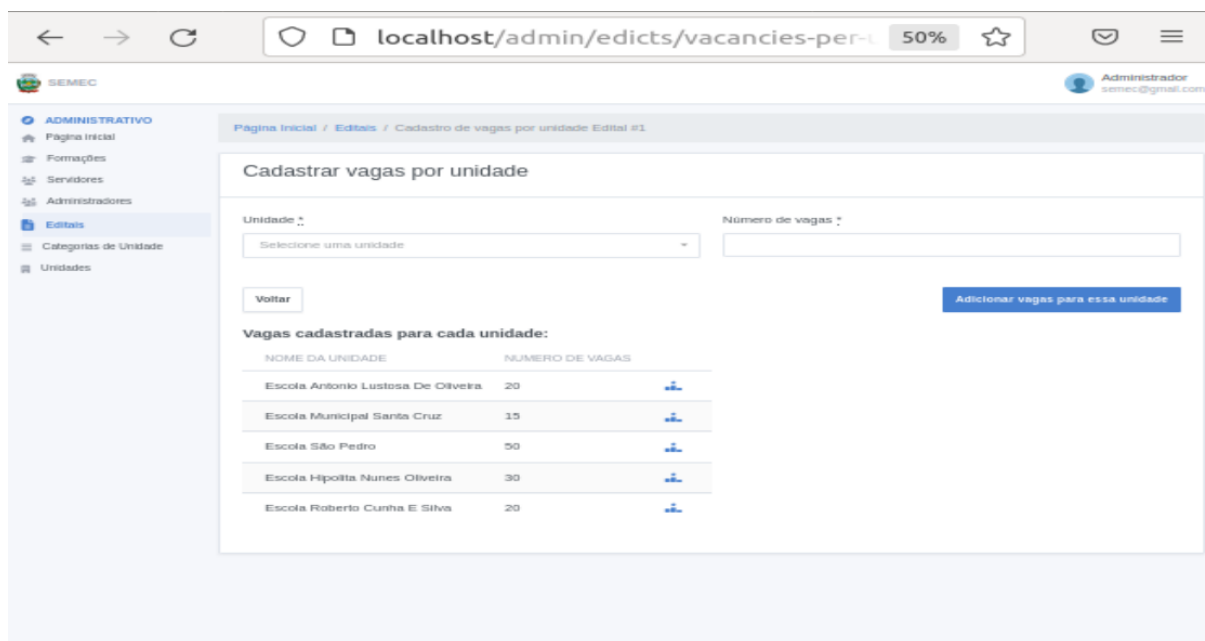 localhost/admin/edicts/vacancies-per-u 50%
SEMEC
Administrador
semec@gmail.com
ADMINISTRATIVO
Página Inicial
Formações
Servidores
Administradores
Editais
Categorias de Unidade
Unidades
Página Inicial / Editais / Cadastro de vagas por unidade Edital #1
Cadastrar vagas por unidade
Unidade * Número de vagas *
Selecione uma unidade
Voltar Adicionar vagas para essa unidade
Vagas cadastradas para cada unidade:
NOME DA UNIDADE NUMERO DE VAGAS
Escola Antonio Lustosa De Oliveira 20
Escola Municipal Santa Cruz 15
Escola São Pedro 50
Escola Hipolita Nunes Oliveira 30
Escola Roberto Cunha E Silva 20